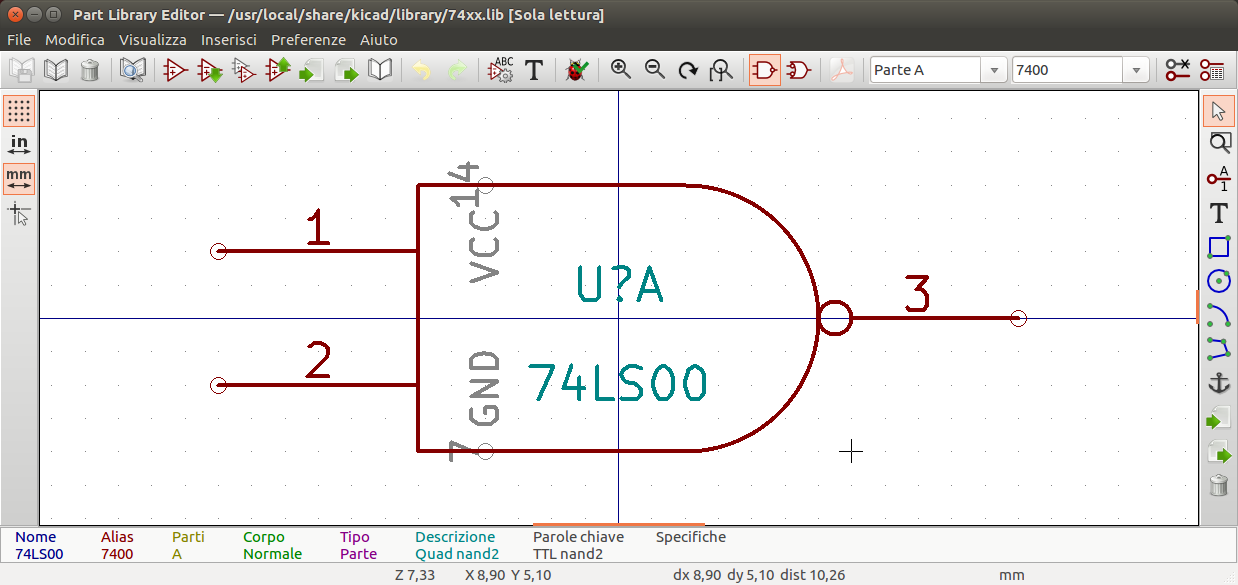 Part Library Editor — /usr/local/share/kicad/library/74xx.lib [Sola lettura]
File Modifica Visualizza Inserisci Preferenze Aiuto
ABC T Parte A 7400
in
mm
A
1
T
14
VCC
1
U?A
3
2
GND
74LS00
7
Nome Alias Parti Corpo Tipo Descrizione Parole chiave Specifiche
74LS00 7400 A Normale Parte Quad nand2 TTL nand2
Z 7,33 X 8,90 Y 5,10 dx 8,90 dy 5,10 dist 10,26 mm